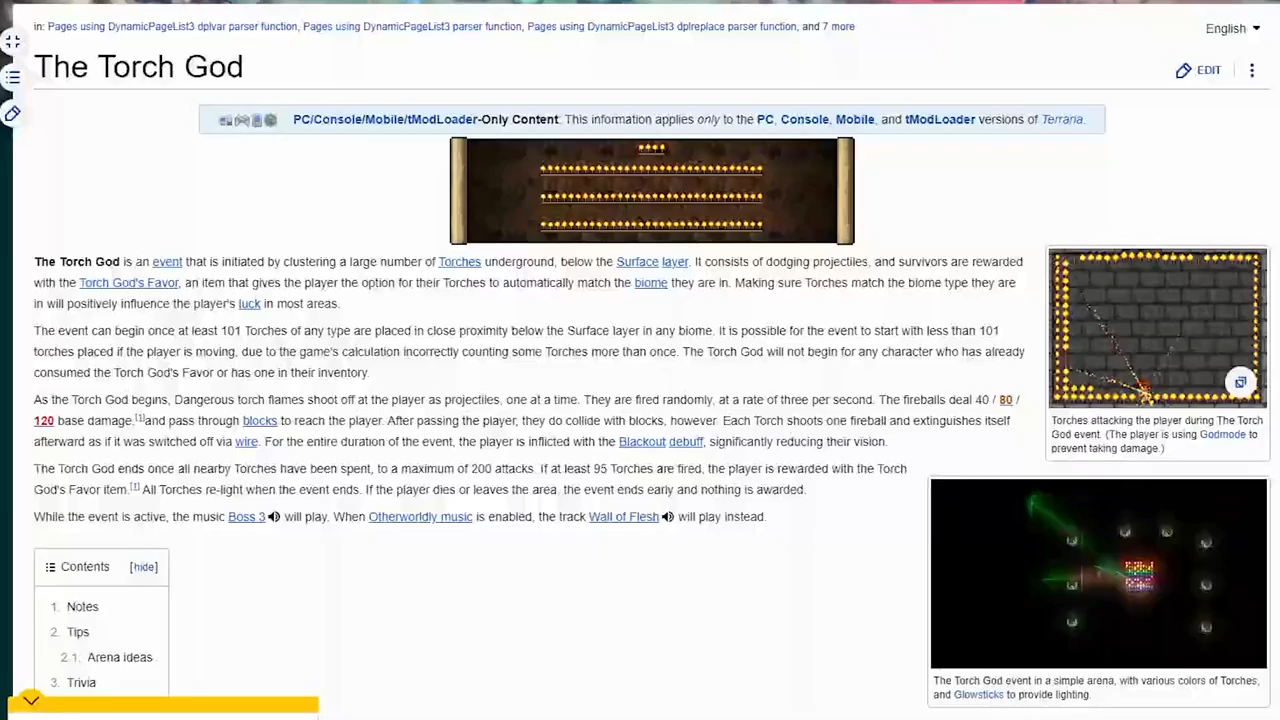 in: Pages using DynamicPageList3 dplvar parser function, Pages using DynamicPageList3 parser function, Pages using DynamicPageList3 dplreplace parser function, and 7 more
English
The Torch God
EDIT
PC/Console/Mobile/tModLoader-Only Content: This information applies only to the PC, Console, Mobile, and tModLoader versions of Terraria.
The Torch God is an event that is initiated by clustering a large number of Torches underground, below the Surface layer. It consists of dodging projectiles, and survivors are rewarded
with the Torch God's Favor, an item that gives the player the option for their Torches to automatically match the biome they are in. Making sure Torches match the biome type they are
in will positively influence the player's luck in most areas.
The event can begin once at least 101 Torches of any type are placed in close proximity below the Surface layer in any biome. It is possible for the event to start with less than 101
torches placed if the player is moving, due to the game's calculation incorrectly counting some Torches more than once. The Torch God will not begin for any character who has already
consumed the Torch God's Favor or has one in their inventory.
As the Torch God begins, Dangerous torch flames shoot off at the player as projectiles, one at a time. They are fired randomly, at a rate of three per second. The fireballs deal 40 / 80 /
120 base damage,[1]and pass through blocks to reach the player. After passing the player, they do collide with blocks, however. Each Torch shoots one fireball and extinguishes itself
afterward as if it was switched off via wire. For the entire duration of the event, the player is inflicted with the Blackout debuff, significantly reducing their vision.
The Torch God ends once all nearby Torches have been spent, to a maximum of 200 attacks. if at least 95 Torches are fired, the player is rewarded with the Torch
God's Favor item.[1] All Torches re-light when the event ends. If the player dies or leaves the area, the event ends early and nothing is awarded.
While the event is active, the music Boss 3 will play. When Otherworldly music is enabled, the track Wall of Flesh will play instead.
Torches attacking the player during The Torch
God event. (The player is using Godmode to
prevent taking damage.)
The Torch God event in a simple arena, with various colors of Torches,
and Glowsticks to provide lighting.
Contents [hide]
1. Notes
2. Tips
2.1. Arena ideas
3. Trivia